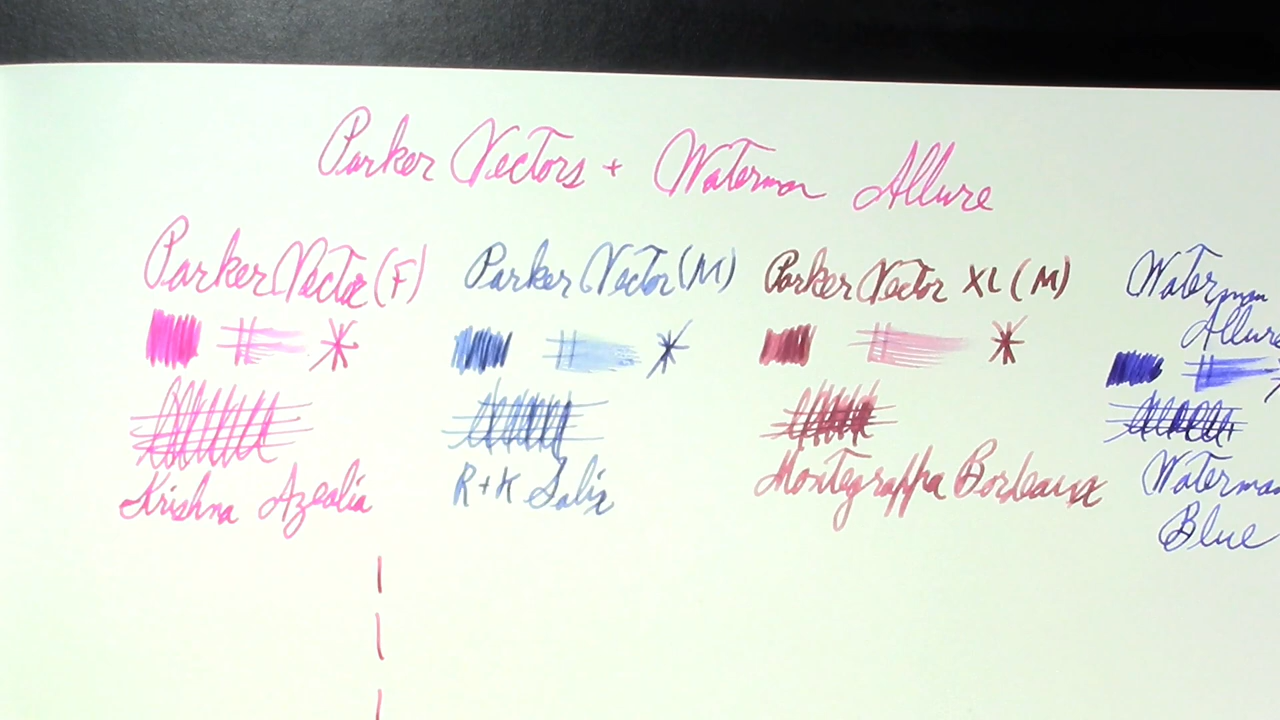 Parker Vectors + Waterman Allure
Parker Vector (F)
Parker Vector (M)
Parker Vector XL (M)
Waterman
Allure
Krishna Azealia
R+K Salix
Montegrappa Bordeaux
Waterman
Blue